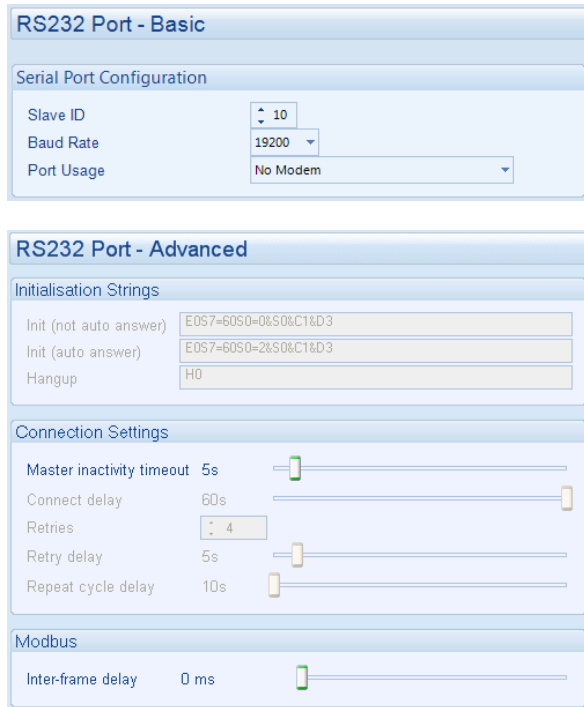 RS232 Port - Basic
Serial Port Configuration
Slave ID 10
Baud Rate 19200
Port Usage No Modem
RS232 Port - Advanced
Initialisation Strings
Init (not auto answer) E0S7=60S0=0&S0&C1&D3
Init (auto answer) E0S7=60S0=2&S0&C1&D3
Hangup H0
Connection Settings
Master inactivity timeout 5s
Connect delay 60s
Retries 4
Retry delay 5s
Repeat cycle delay 10s
Modbus
Inter-frame delay 0 ms